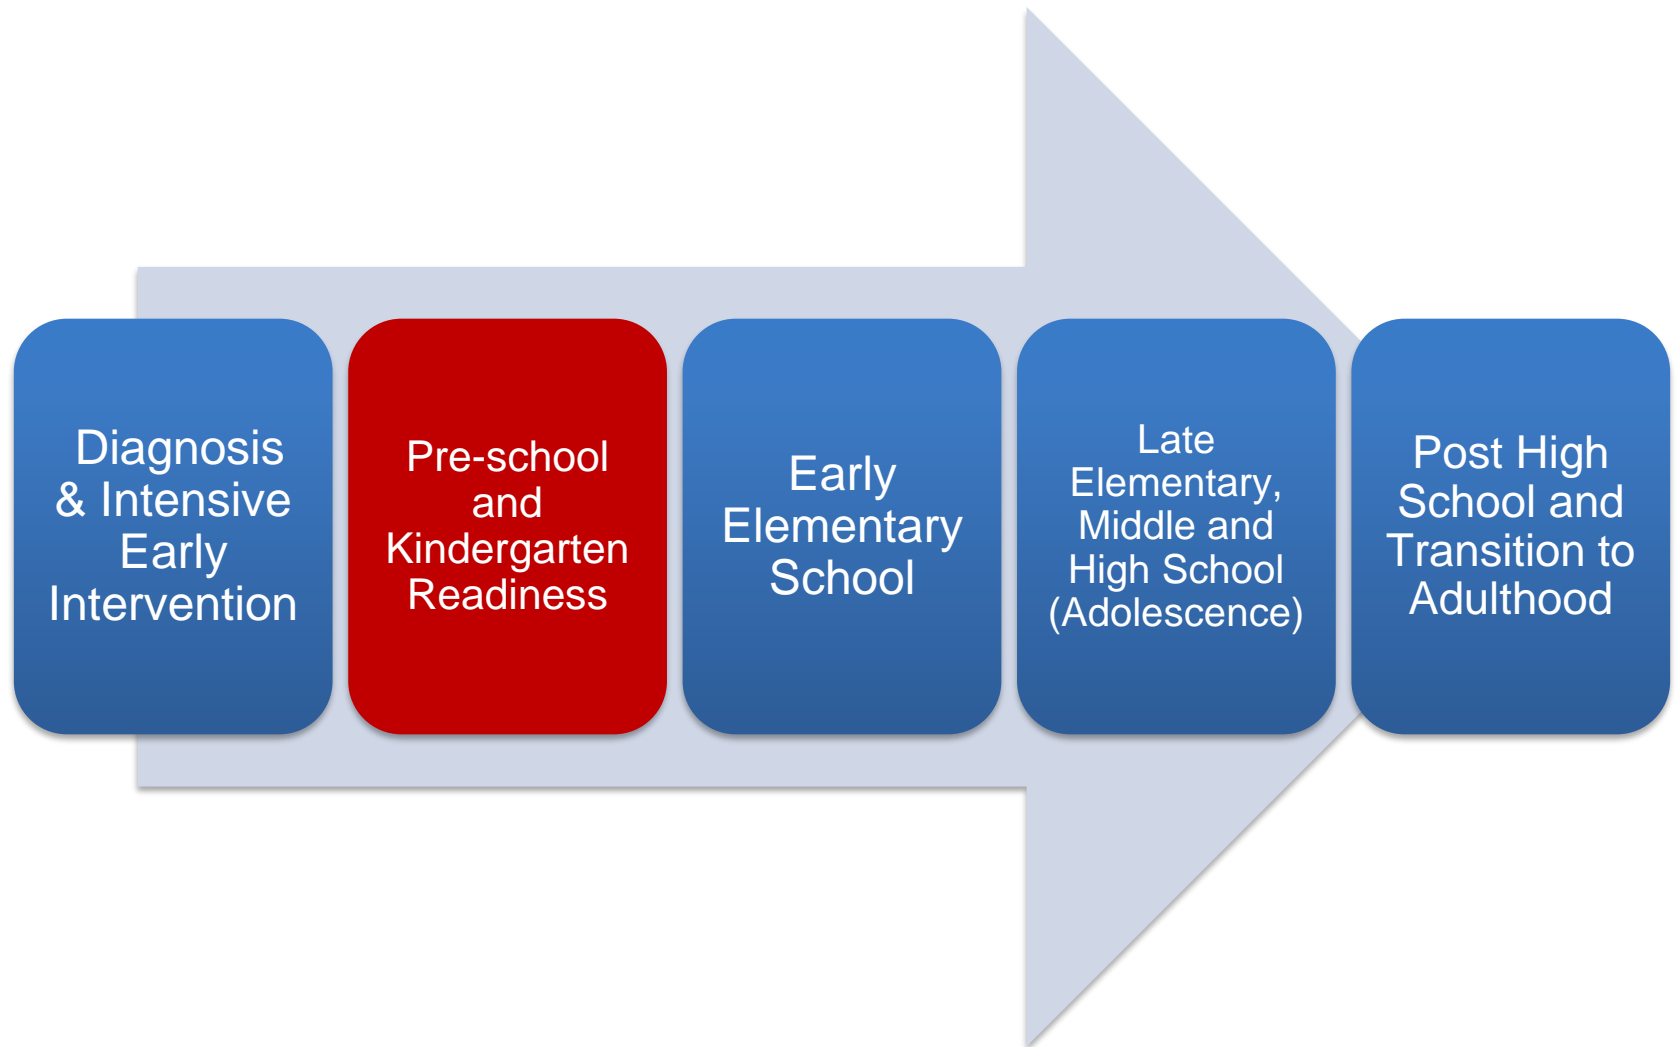 Diagnosis
& Intensive
Early
Intervention
Pre-school
and
Kindergarten
Readiness
Early
Elementary
School
Late
Elementary,
Middle and
High School
(Adolescence)
Post High
School and
Transition to
Adulthood